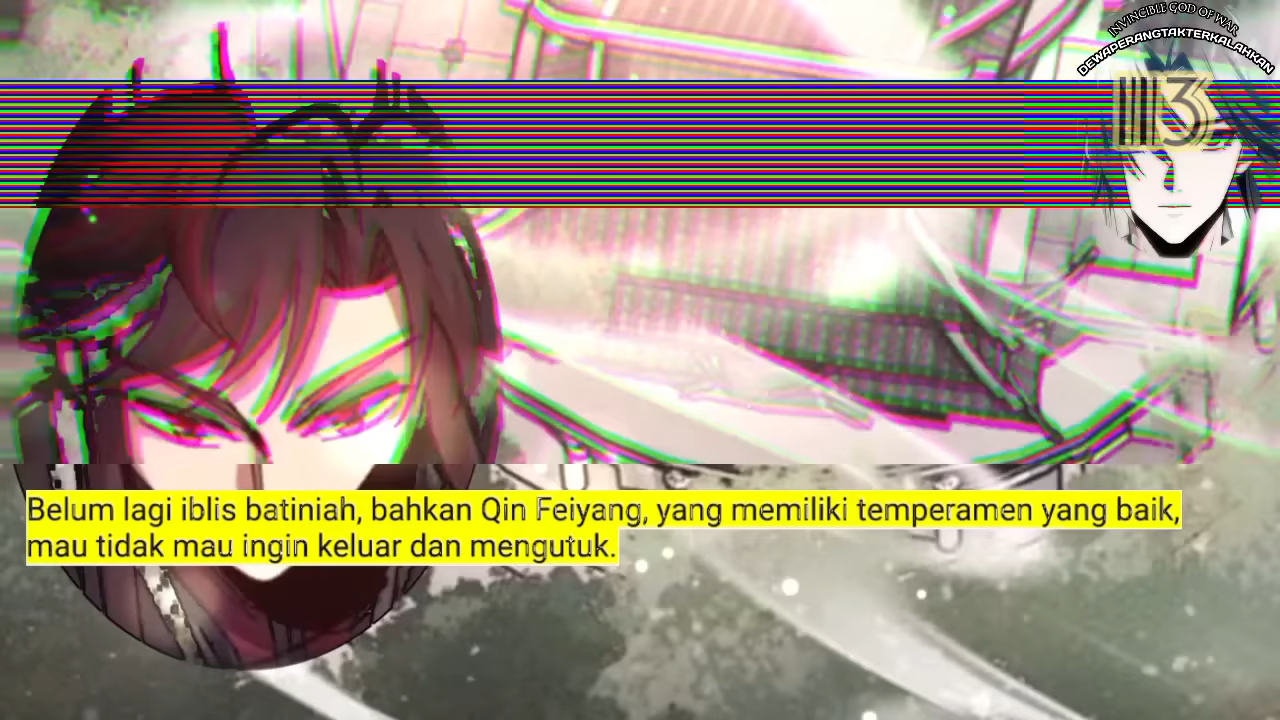 INVINCIBLE GOD OF WAR
DEWAPERANGTAKTERKALAHKAN
3
Belum lagi iblis batiniah, bahkan Qin Feiyang, yang memiliki temperamen yang baik,
mau tidak mau ingin keluar dan mengutuk.